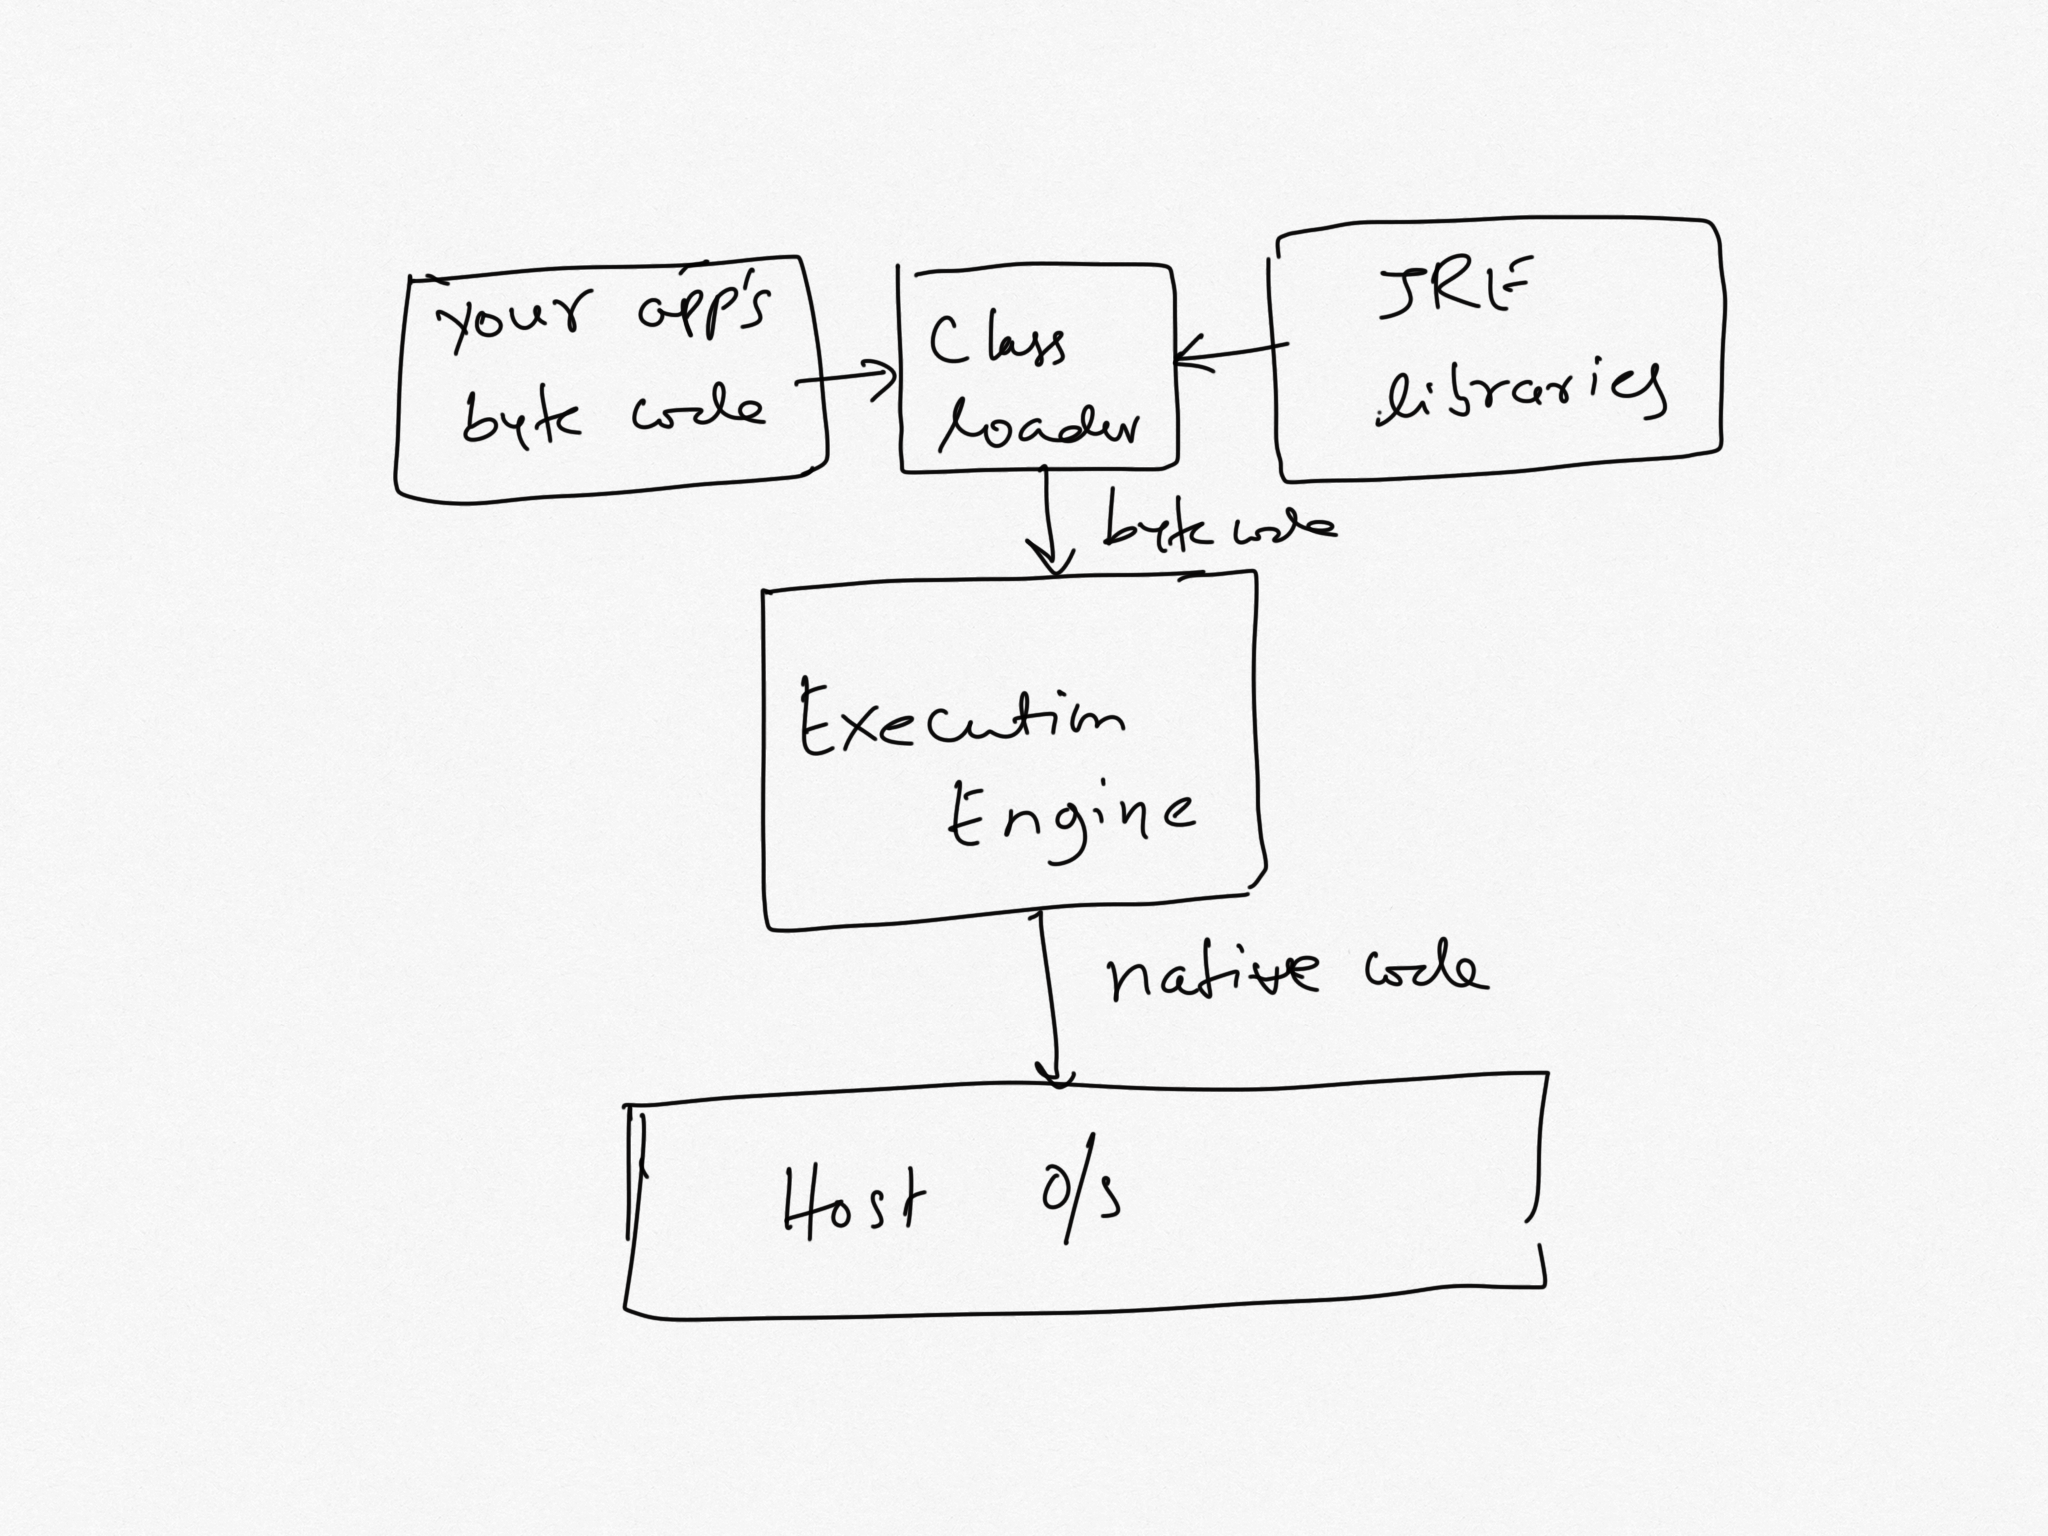 your app's
byte code
Class
loader
JRE
libraries
byte code
Execution
Engine
native code
Host O/S